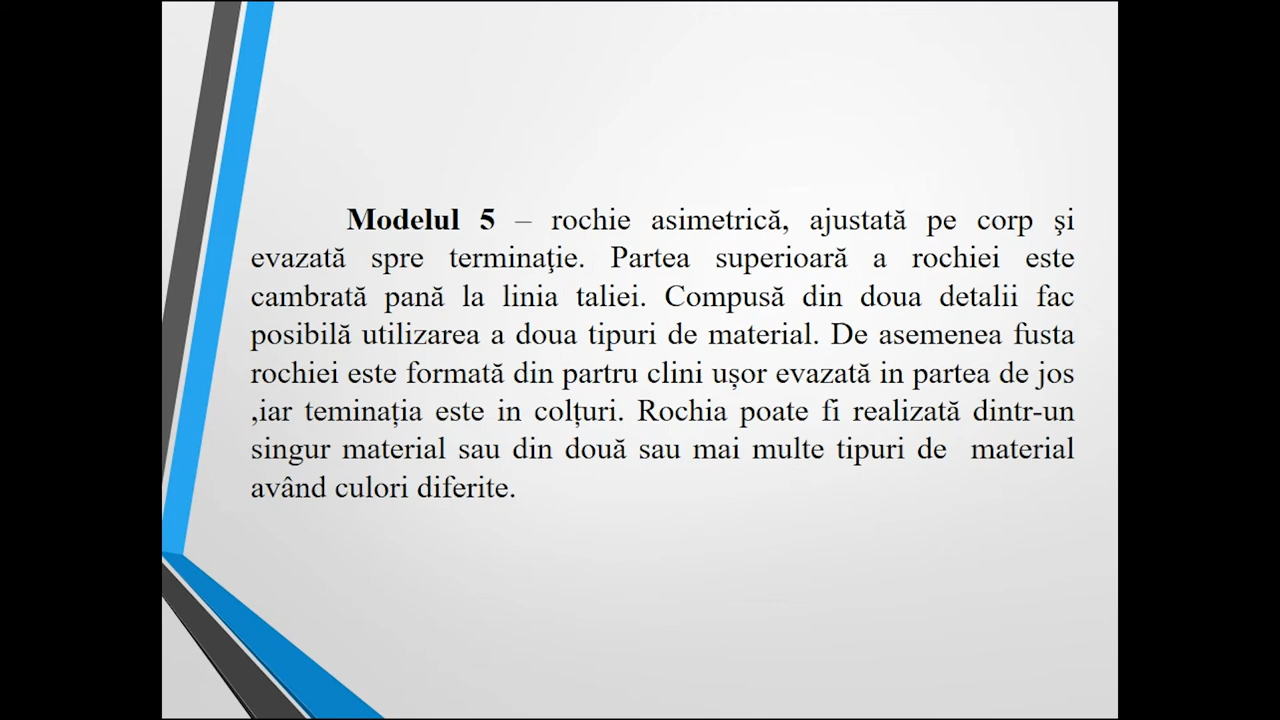 Modelul 5 – rochie asimetrică, ajustată pe corp şi
evazată spre terminaţie. Partea superioară a rochiei este
cambrată pană la linia taliei. Compusă din doua detalii fac
posibilă utilizarea a doua tipuri de material. De asemenea fusta
rochiei este formată din partru clini ușor evazată in partea de jos
,iar teminația este in colțuri. Rochia poate fi realizată dintr-un
singur material sau din două sau mai multe tipuri de  material
având culori diferite.